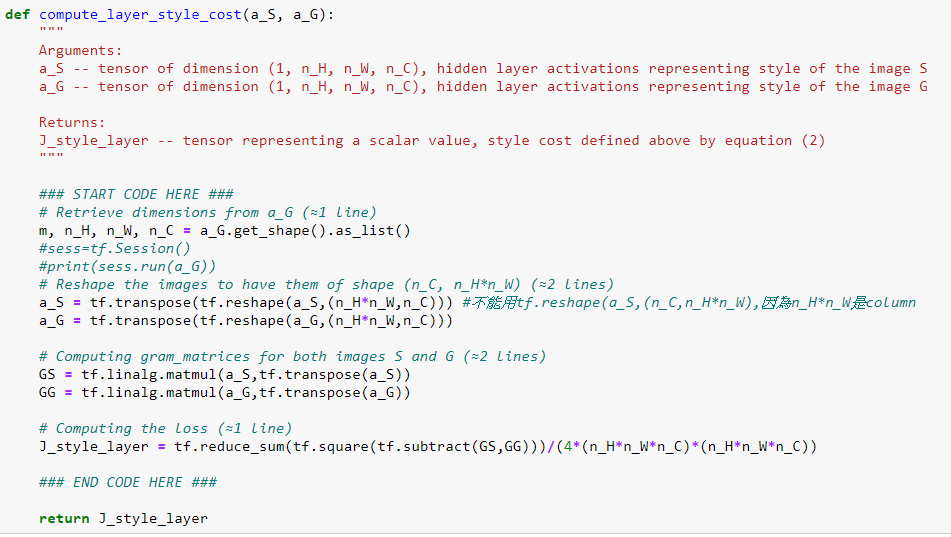 def compute_layer_style_cost(a_S, a_G):
"""
Arguments:
a_S -- tensor of dimension (1, n_H, n_W, n_C), hidden layer activations representing style of the image S
a_G -- tensor of dimension (1, n_H, n_W, n_C), hidden layer activations representing style of the image G
Returns:
J_style_layer -- tensor representing a scalar value, style cost defined above by equation (2)
"""
### START CODE HERE ###
# Retrieve dimensions from a_G (≈1 line)
m, n_H, n_W, n_C = a_G.get_shape().as_list()
#sess=tf.Session()
#print(sess.run(a_G))
# Reshape the images to have them of shape (n_C, n_H*n_W) (≈2 lines)
a_S = tf.transpose(tf.reshape(a_S,(n_H*n_W,n_C))) #不能用tf.reshape(a_S,(n_C,n_H*n_W),因為n_H*n_W是column
a_G = tf.transpose(tf.reshape(a_G,(n_H*n_W,n_C)))
# Computing gram_matrices for both images S and G (≈2 lines)
GS = tf.linalg.matmul(a_S,tf.transpose(a_S))
GG = tf.linalg.matmul(a_G,tf.transpose(a_G))
# Computing the loss (≈1 line)
J_style_layer = tf.reduce_sum(tf.square(tf.subtract(GS,GG)))/(4*(n_H*n_W*n_C)*(n_H*n_W*n_C))
### END CODE HERE ###
return J_style_layer